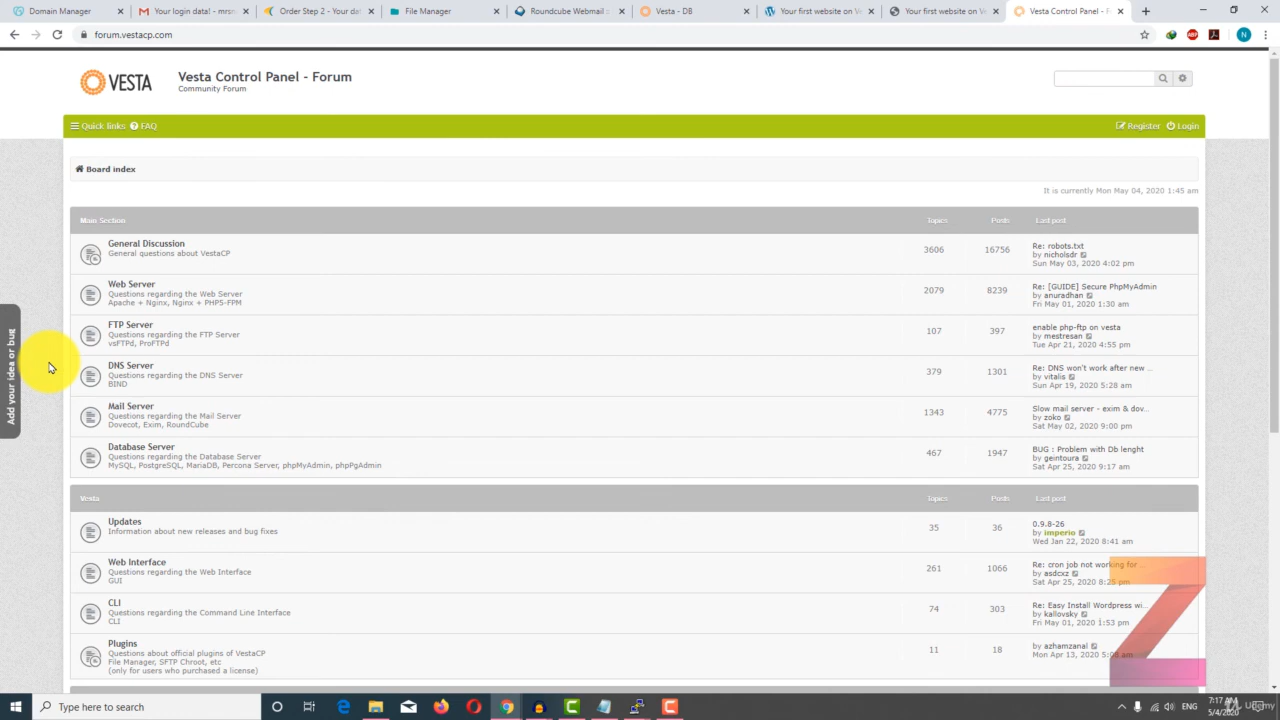 Domain Manager
Your login data! - mrsn
Order Step 2 - Your da
File Manager
Roundcube Webmail
Vesta - DB
Your first website on Ve
Your first website on Ve
Vesta Control Panel - F
forum.vestacp.com
N
VESTA
Vesta Control Panel - Forum
Community Forum
Quick links
FAQ
Register
Login
Board index
It is currently Mon May 04, 2020 1:45 am
Main Section Topics Posts Last post
General Discussion
General questions about VestaCP
3606 16756
Re: robots.txt
by nicholsdr
Sun May 03, 2020 4:02 pm
Web Server
Questions regarding the Web Server
Apache + Nginx, Nginx + PHP5-FPM
2079 8239
Re: [GUIDE] Secure PhpMyAdmin
by anuradhan
Fri May 01, 2020 1:30 am
FTP Server
Questions regarding the FTP Server
vsFTPd, ProFTPd
107 397
enable php-ftp on vesta
by mestresan
Tue Apr 21, 2020 4:55 pm
DNS Server
Questions regarding the DNS Server
BIND
379 1301
Re: DNS won't work after new ...
by vitalis
Sun Apr 19, 2020 5:28 am
Mail Server
Questions regarding the Mail Server
Dovecot, Exim, RoundCube
1343 4775
Slow mail server - exim & dov...
by zoko
Sat May 02, 2020 9:00 pm
Database Server
Questions regarding the Database Server
MySQL, PostgreSQL, MariaDB, Percona Server, phpMyAdmin, phpPgAdmin
467 1947
BUG : Problem with Db lenght
by geintoura
Sat Apr 25, 2020 9:17 am
Add your idea or bug
Vesta Topics Posts Last post
Updates
Information about new releases and bug fixes
35 36
0.9.8-26
by imperio
Wed Jan 22, 2020 8:41 am
Web Interface
Questions regarding the Web Interface
GUI
261 1066
Re: cron job not working for ...
by asdcxz
Sat Apr 25, 2020 8:25 pm
CLI
Questions regarding the Command Line Interface
CLI
74 303
Re: Easy Install Wordpress wi...
by kallovsky
Fri May 01, 2020 1:53 pm
Plugins
Questions about official plugins of VestaCP
File Manager, SFTP Chroot, etc
(only for users who purchased a license)
11 18
by azhamzanal
Mon Apr 13, 2020 5:08 am
Type here to search
ENG
7:17 AM
5/4/2020
Udemy